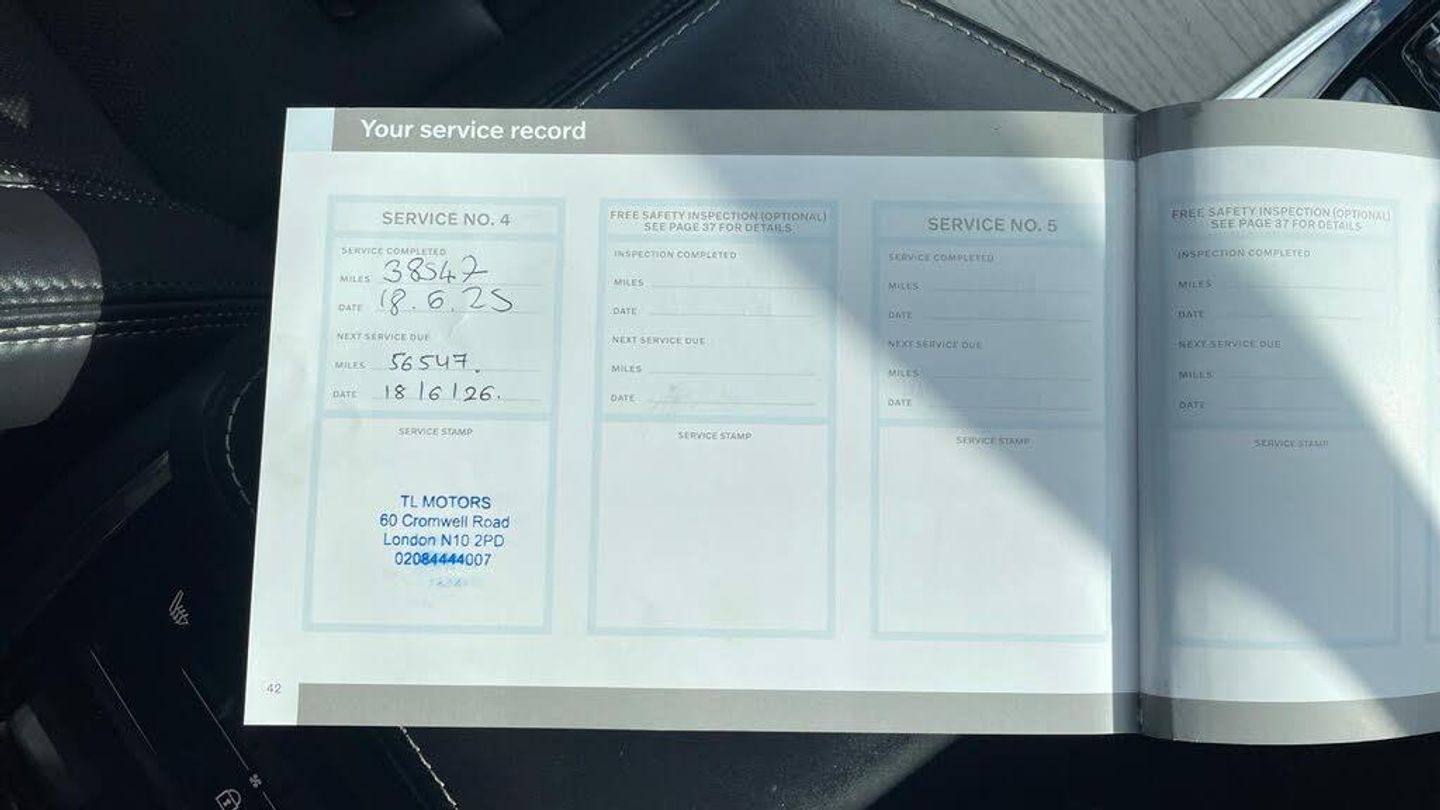 Your service record
SERVICE NO. 4
SERVICE COMPLETED
MILES 38547
DATE 18.6.25
NEXT SERVICE DUE
MILES 56547.
DATE 18/6/26.
SERVICE STAMP
TL MOTORS
60 Cromwell Road
London N10 2PD
02084444007
FREE SAFETY INSPECTION (OPTIONAL)
SEE PAGE 37 FOR DETAILS
INSPECTION COMPLETED
MILES
DATE
NEXT SERVICE DUE
MILES
DATE
SERVICE STAMP
SERVICE NO. 5
SERVICE COMPLETED
MILES
DATE
NEXT SERVICE DUE
MILES
DATE
SERVICE STAMP
FREE SAFETY INSPECTION (OPTIONAL)
SEE PAGE 37 FOR DETAILS
INSPECTION COMPLETED
MILES
DATE
NEXT SERVICE DUE
MILES
DATE
SERVICE STAMP
42